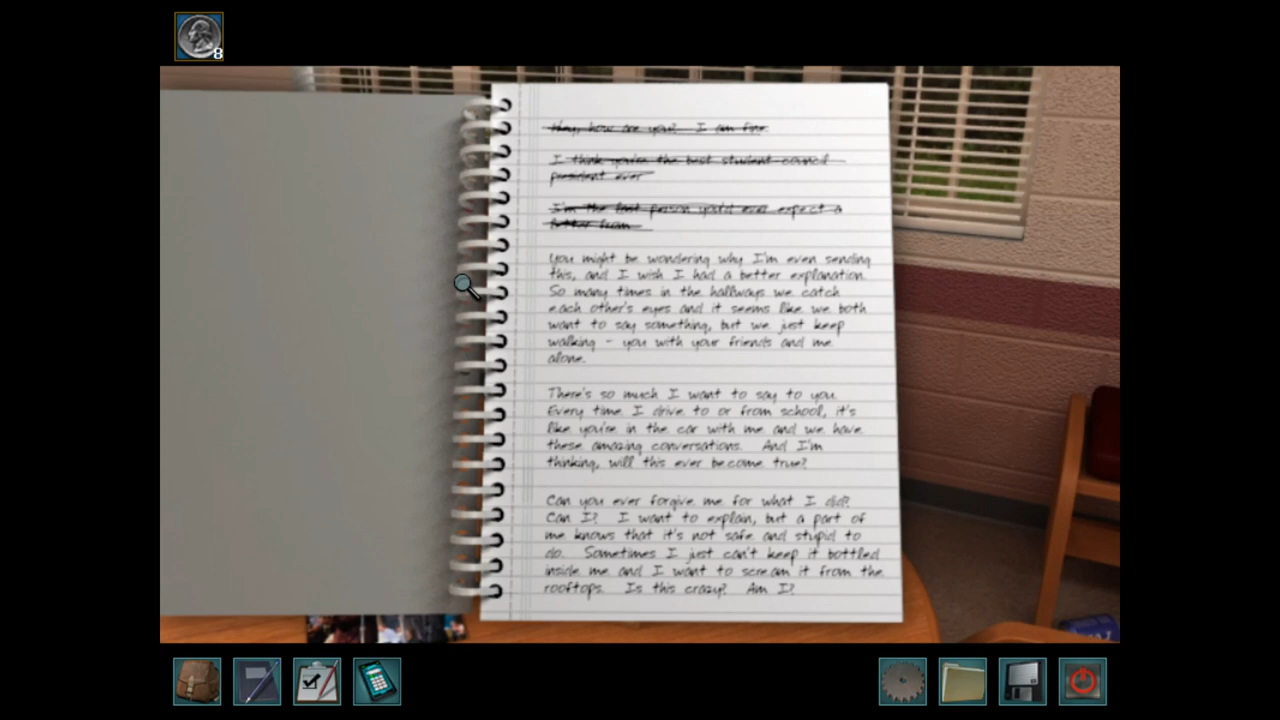 8
Hey, how are you? I am fine
I think you're the best student council
president ever
I'm the last person you'd ever expect a
letter from
You might be wondering why I'm even sending
this, and I wish I had a better explanation.
So many times in the hallways we catch
each other's eyes and it seems like we both
want to say something, but we just keep
walking - you with your friends and me
alone.
There's so much I want to say to you.
Every time I drive to or from school, it's
like you're in the car with me and we have
these amazing conversations. And I'm
thinking, will this ever become true?
Can you ever forgive me for what I did?
Can I? I want to explain, but a part of
me knows that it's not safe and stupid to
do. Sometimes I just can't keep it bottled
inside me and I want to scream it from the
rooftops. Is this crazy? Am I?